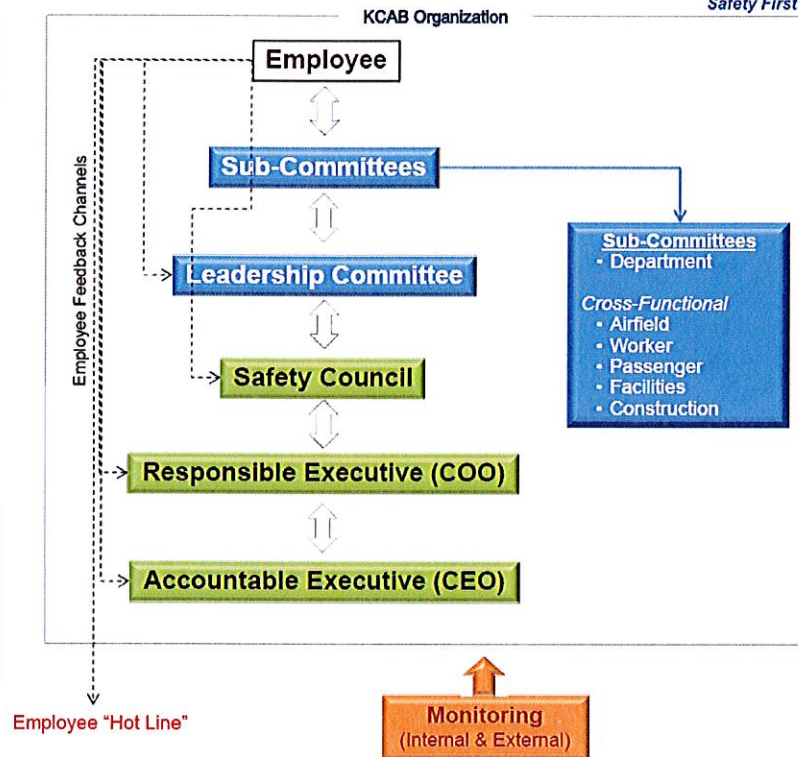 Safety First
KCAB Organization
Employee
Sub-Committees
Leadership Committee
Safety Council
Responsible Executive (COO)
Accountable Executive (CEO)
Employee Feedback Channels
Sub-Committees
· Department
Cross-Functional
· Airfield
· Worker
· Passenger
· Facilities
· Construction
Employee “Hot Line”
Monitoring
(Internal & External)